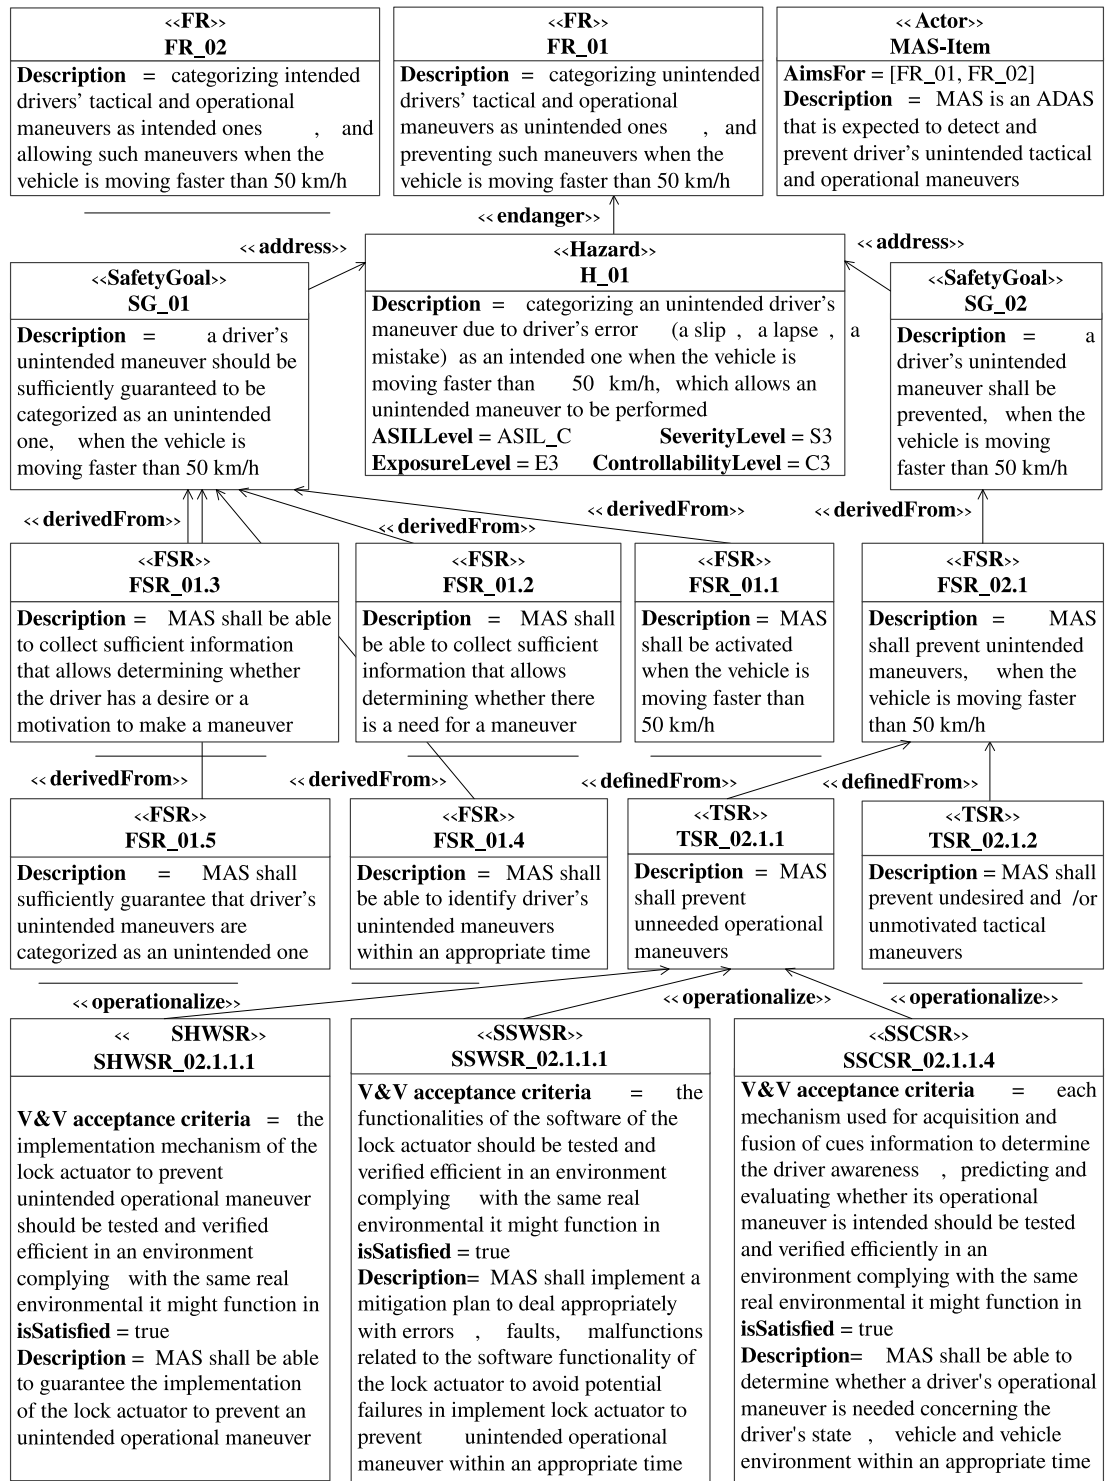 <<FR>>
FR_02
Description = categorizing intended
drivers' tactical and operational
maneuvers as intended ones , and
allowing such maneuvers when the
vehicle is moving faster than 50 km/h
<<FR>>
FR_01
Description = categorizing unintended
drivers' tactical and operational
maneuvers as unintended ones , and
preventing such maneuvers when the
vehicle is moving faster than 50 km/h
<<Actor>>
MAS-Item
AimsFor = [FR_01, FR_02]
Description = MAS is an ADAS
that is expected to detect and
prevent driver's unintended tactical
and operational maneuvers
<<endanger>>
<<address>>
<<address>>
<<SafetyGoal>>
SG_01
Description = a driver's
unintended maneuver should be
sufficiently guaranteed to be
categorized as an unintended
one, when the vehicle is
moving faster than 50 km/h
<<Hazard>>
H_01
Description = categorizing an unintended driver's
maneuver due to driver's error (a slip , a lapse , a
mistake) as an intended one when the vehicle is
moving faster than 50 km/h, which allows an
unintended maneuver to be performed
ASILLevel = ASIL_C SeverityLevel = S3
ExposureLevel = E3 ControllabilityLevel = C3
<<SafetyGoal>>
SG_02
Description = a
driver's unintended
maneuver shall be
prevented, when the
vehicle is moving
faster than 50 km/h
<<derivedFrom>>
<<derivedFrom>>
<<derivedFrom>>
<<derivedFrom>>
<<FSR>>
FSR_01.3
Description = MAS shall be able
to collect sufficient information
that allows determining whether
the driver has a desire or a
motivation to make a maneuver
<<FSR>>
FSR_01.2
Description = MAS shall
be able to collect sufficient
information that allows
determining whether there
is a need for a maneuver
<<FSR>>
FSR_01.1
Description = MAS
shall be activated
when the vehicle is
moving faster than
50 km/h
<<FSR>>
FSR_02.1
Description = MAS
shall prevent unintended
maneuvers, when the
vehicle is moving faster
than 50 km/h
<<derivedFrom>>
<<derivedFrom>>
<<definedFrom>>
<<definedFrom>>
<<FSR>>
FSR_01.5
Description = MAS shall
sufficiently guarantee that driver's
unintended maneuvers are
categorized as an unintended one
<<FSR>>
FSR_01.4
Description = MAS shall
be able to identify driver's
unintended maneuvers
within an appropriate time
<<TSR>>
TSR_02.1.1
Description = MAS
shall prevent
unneeded operational
maneuvers
<<TSR>>
TSR_02.1.2
Description = MAS shall
prevent undesired and /or
unmotivated tactical
maneuvers
<<operationalize>>
<<operationalize>>
<<operationalize>>
<< SHWSR>>
SHWSR_02.1.1.1
V&V acceptance criteria = the
implementation mechanism of the
lock actuator to prevent
unintended operational maneuver
should be tested and verified
efficient in an environment
complying with the same real
environmental it might function in
isSatisfied = true
Description = MAS shall be able
to guarantee the implementation
of the lock actuator to prevent an
unintended operational maneuver
<<SSWSR>>
SSWSR_02.1.1.1
V&V acceptance criteria = the
functionalities of the software of the
lock actuator should be tested and
verified efficient in an environment
complying with the same real
environmental it might function in
isSatisfied = true
Description= MAS shall implement a
mitigation plan to deal appropriately
with errors , faults, malfunctions
related to the software functionality of
the lock actuator to avoid potential
failures in implement lock actuator to
prevent unintended operational
maneuver within an appropriate time
<<SSCSR>>
SSCSR_02.1.1.4
V&V acceptance criteria = each
mechanism used for acquisition and
fusion of cues information to determine
the driver awareness , predicting and
evaluating whether its operational
maneuver is intended should be tested
and verified efficiently in an
environment complying with the same
real environmental it might function in
isSatisfied = true
Description= MAS shall be able to
determine whether a driver's operational
maneuver is needed concerning the
driver's state , vehicle and vehicle
environment within an appropriate time